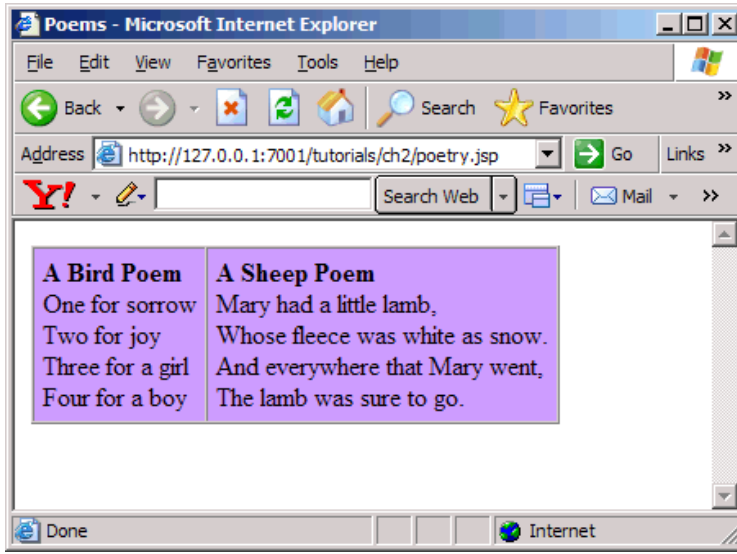 Poems - Microsoft Internet Explorer
File Edit View Favorites Tools Help
Back Search Favorites »
Address http://127.0.0.1:7001/tutorials/ch2/poetry.jsp Go Links »
Y! Search Web Mail »
A Bird Poem
One for sorrow
Two for joy
Three for a girl
Four for a boy
A Sheep Poem
Mary had a little lamb,
Whose fleece was white as snow.
And everywhere that Mary went,
The lamb was sure to go.
Done Internet